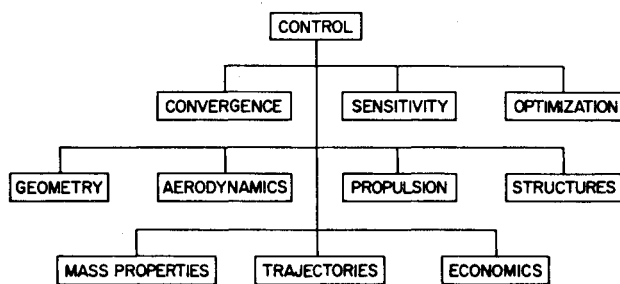 CONTROL
CONVERGENCE
SENSITIVITY
OPTIMIZATION
GEOMETRY
AERODYNAMICS
PROPULSION
STRUCTURES
MASS PROPERTIES
TRAJECTORIES
ECONOMICS